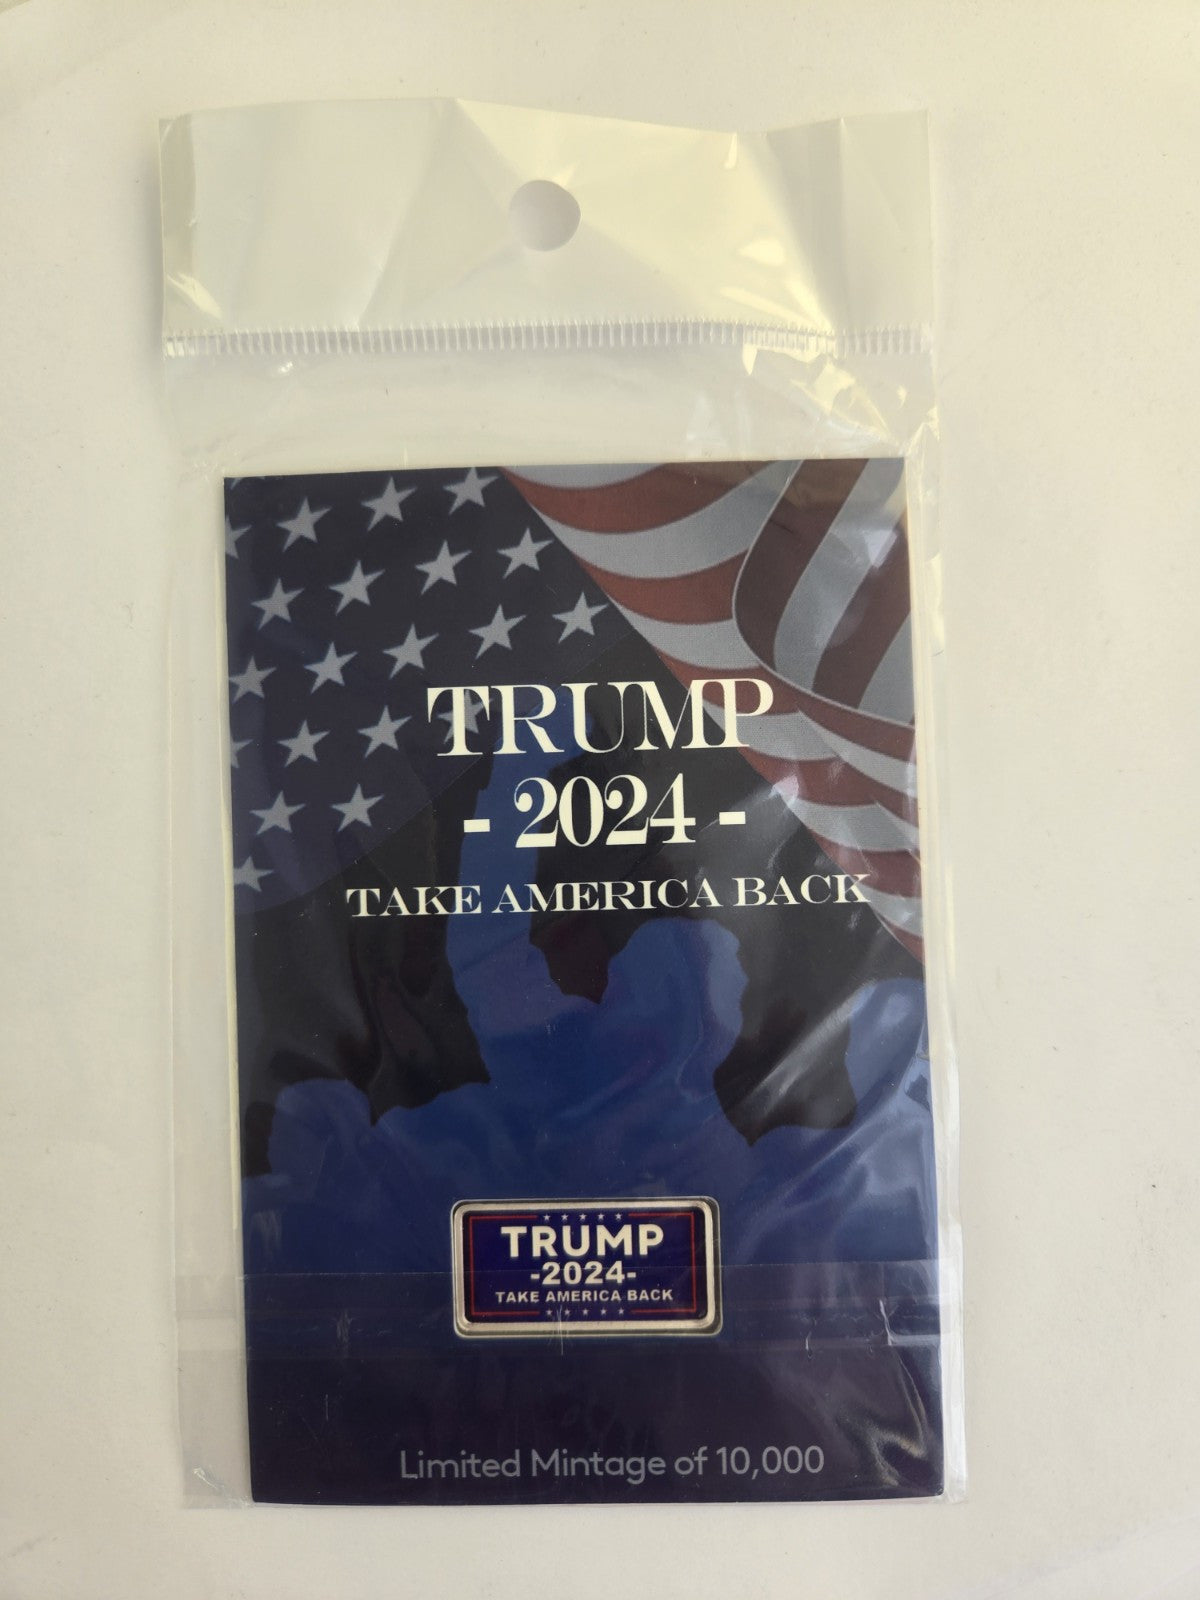 TRUMP
- 2024 -
TAKE AMERICA BACK
TRUMP
-2024-
TAKE AMERICA BACK
Limited Mintage of 10,000